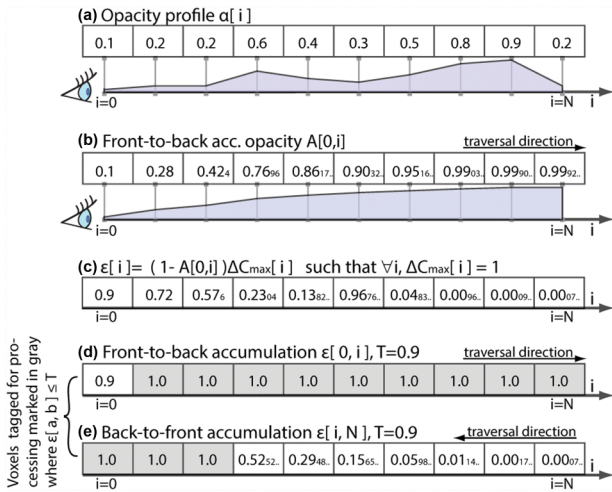 (a) Opacity profile α[ i ]
0.1 0.2 0.2 0.6 0.4 0.3 0.5 0.8 0.9 0.2
i=0 i=N i
(b) Front-to-back acc. opacity A[0,i] traversal direction
0.1 0.28 0.424 0.7696 0.8617.. 0.9032.. 0.9516.. 0.9903.. 0.9990.. 0.9992..
i=0 i=N i
(c) ε[ i ]= ( 1- A[0,i] )ΔCmax[ i ] such that ∀i, ΔCmax[ i ] = 1
0.9 0.72 0.576 0.2304 0.1382.. 0.9676.. 0.0483.. 0.0096.. 0.0009.. 0.0007.. i
i=0 i=N
Voxels tagged for pro-
cessing marked in gray
where ε[ a, b ] ≤ T
(d) Front-to-back accumulation ε[ 0, i ], T=0.9 traversal direction
0.9 1.0 1.0 1.0 1.0 1.0 1.0 1.0 1.0 1.0 i
i=0 i=N
(e) Back-to-front accumulation ε[ i, N ], T=0.9 traversal direction
1.0 1.0 1.0 0.5252.. 0.2948.. 0.1565.. 0.0598.. 0.0114.. 0.0017.. 0.0007.. i
i=0 i=N